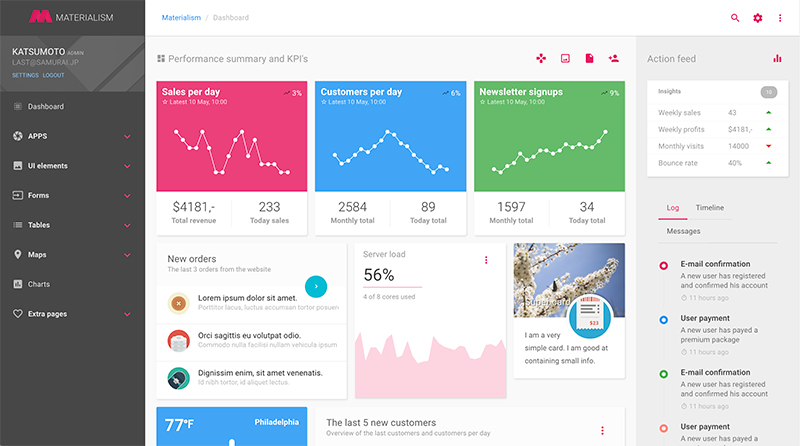 MATERIALISM
KATSUMOTO ADMIN
LAST@SAMURAI.JP
SETTINGS LOGOUT
Dashboard
APPS
UI elements
Forms
Tables
Maps
Charts
Extra pages
Materialism / Dashboard
Performance summary and KPI's
Sales per day
3%
Latest 10 May, 10:00
$4181,-
Total revenue
233
Today sales
Customers per day
6%
Latest 10 May, 10:00
2584
Monthly total
89
Today total
Newsletter signups
9%
Latest 10 May, 10:00
1597
Monthly total
34
Today total
New orders
The last 3 orders from the website
Lorem ipsum dolor sit amet.
Porttitor lacus, luctus accumsan tortor posuere
Orci sagittis eu volutpat odio.
Commodo nulla facilisi nullam vehicula ipsum
Dignissim enim, sit amet venenatis.
Id nibh tortor, id aliquet lectus.
Server load
56%
4 of 8 cores used
Super card
$23
I am a very
simple card. I am good at
containing small info.
77°F
Philadelphia
The last 5 new customers
Overview of the last customers and customers per day
Action feed
Insights
Weekly sales 43
Weekly profits $4181,-
Monthly visits 14000
Bounce rate 40%
Log Timeline
Messages
E-mail confirmation
A new user has registered
and confirmed his account
11 hours ago
User payment
A new user has payed a
premium package
11 hours ago
E-mail confirmation
A new user has registered
and confirmed his account
11 hours ago
User payment
A new user has payed a